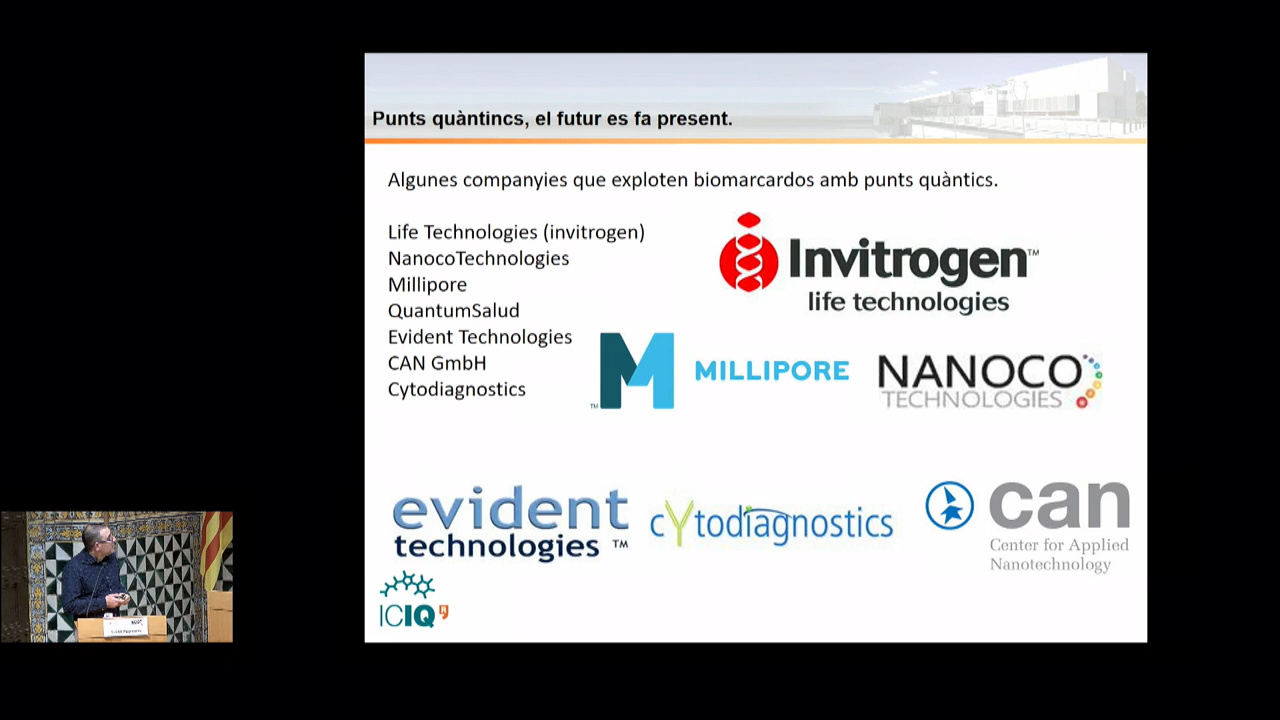 Punts quàntincs, el futur es fa present.
Algunes companyies que exploten biomarcardos amb punts quàntics.
Life Technologies (invitrogen)
NanocoTechnologies
Millipore
QuantumSalud
Evident Technologies
CAN GmbH
Cytodiagnostics
Invitrogen™
life technologies
M™
MILLIPORE
NANOCO
TECHNOLOGIES
evident
technologies ™
cytodiagnostics
can
Center for Applied
Nanotechnology
ICIQR